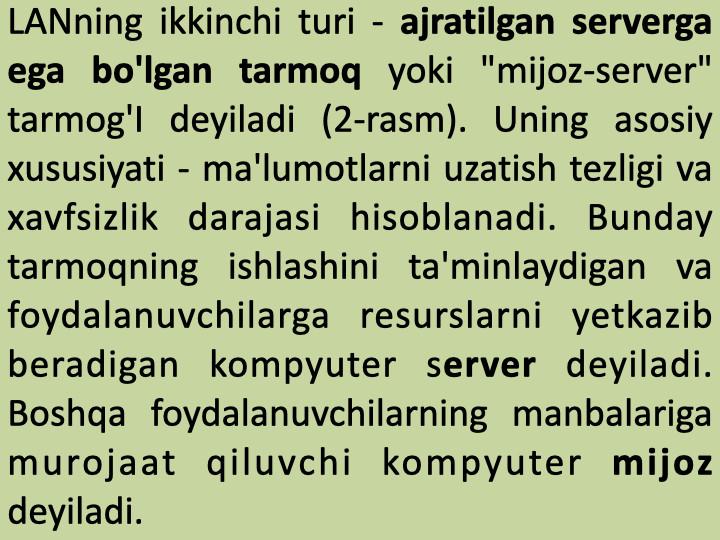 LANning ikkinchi turi - ajratilgan serverga
ega bo'lgan tarmoq yoki "mijoz-server"
tarmog'I deyiladi (2-rasm). Uning asosiy
xususiyati - ma'lumotlarni uzatish tezligi va
xavfsizlik darajasi hisoblanadi. Bunday
tarmoqning ishlashini ta'minlaydigan va
foydalanuvchilarga resurslarni yetkazib
beradigan kompyuter server deyiladi.
Boshqa foydalanuvchilarning manbalariga
murojaat qiluvchi kompyuter mijoz
deyiladi.